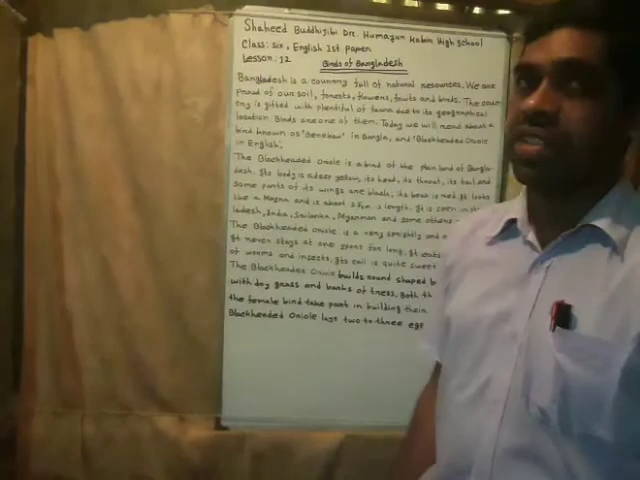 Shaheed Buddhijibi Dr. Humayun Kabir High school
Class: six, English 1st paper
Lesson: 12
Birds of Bangladesh
Bangladesh is a country full of natural resources. We are
proud of our soil, forests, flowers, fruits and birds. The coun-
try is gifted with plentiful of fauna due to its geographical
location. Birds are one of them. Today we will read about a
bird known as 'Benebou' in Bangla, and 'Blackheaded Oriole
in English'.
The Blackheaded Oriole is a bird of the plain land of Bangla-
desh. Its body is a deep yellow, its head, its throat, its tail and
some parts of its wings are black, its beak is red. It looks
like a Mayna and is about length. It is seen in
ladesh, India, Srilanka, Myanmar and some others
The Blackheaded oriole is a very sprightly and
It never stays at one for long. It eats
of worms and insects. Its call is quite sweet
The Blackheaded Oriole builds round shaped
with dry grass and barks of tress. Both th
the female bird take part in building their
Blackheaded Oriole lays two to three egg